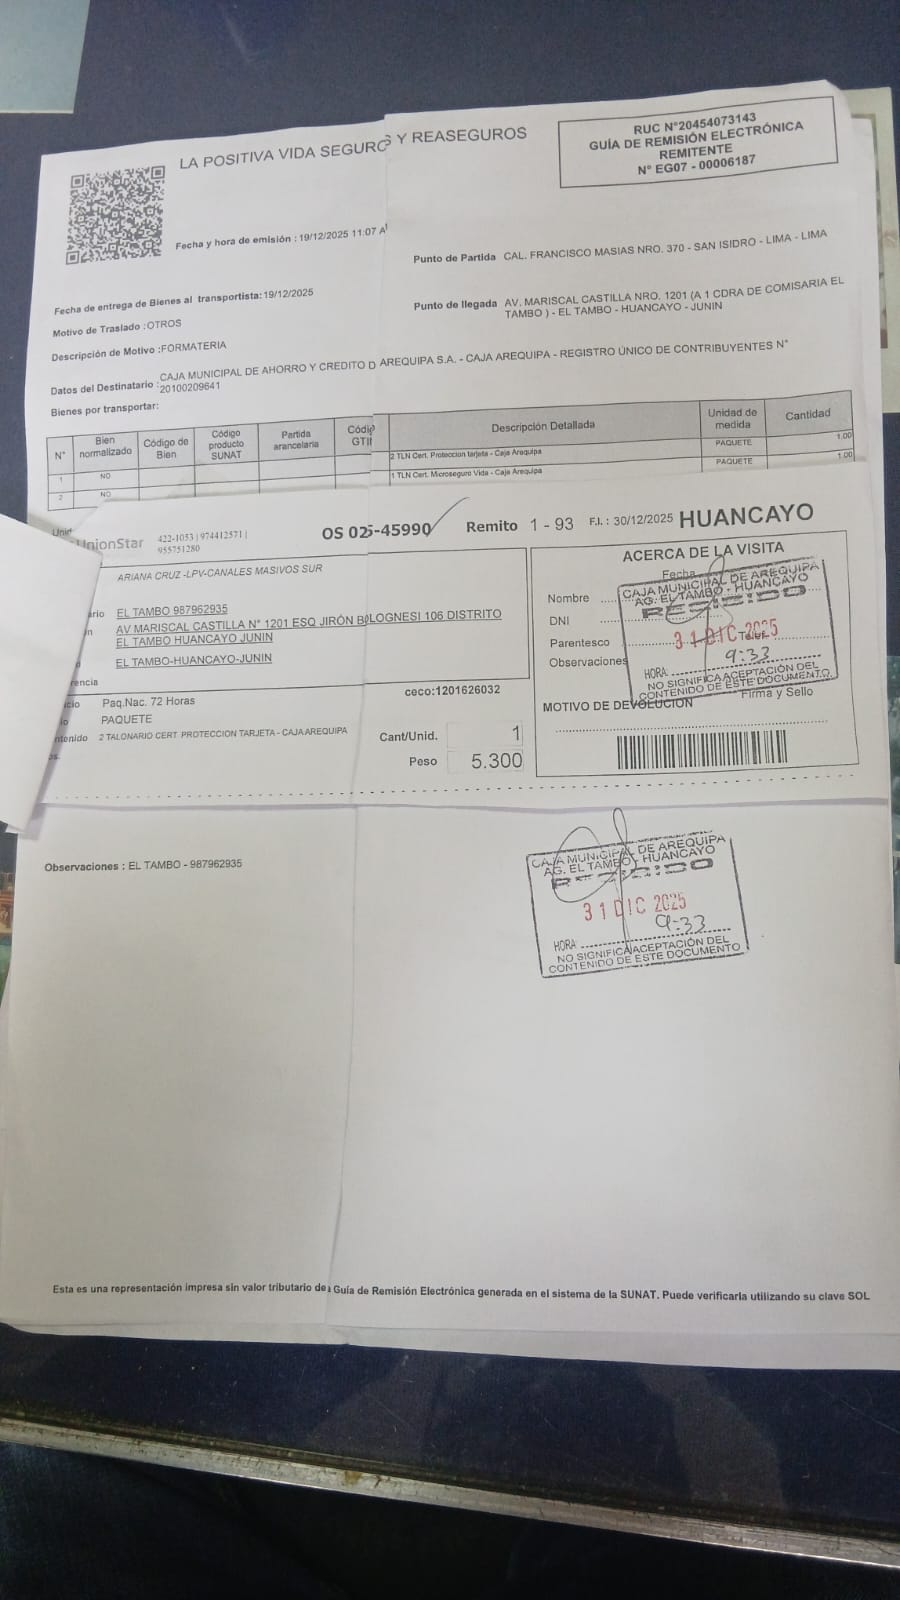 LA POSITIVA VIDA SEGUROS Y REASEGUROS
RUC N°20454073143
GUÍA DE REMISIÓN ELECTRÓNICA
REMITENTE
N° EG07 - 00006187
Fecha y hora de emisión : 19/12/2025 11:07 A
Punto de Partida CAL. FRANCISCO MASIAS NRO. 370 - SAN ISIDRO - LIMA - LIMA
Fecha de entrega de Bienes al transportista:19/12/2025
Punto de llegada AV. MARISCAL CASTILLA NRO. 1201 (A 1 CDRA DE COMISARIA EL
TAMBO ) - EL TAMBO - HUANCAYO - JUNIN
Motivo de Traslado :OTROS
Descripción de Motivo :FORMATERIA
Datos del Destinatario : CAJA MUNICIPAL DE AHORRO Y CREDITO D AREQUIPA S.A. - CAJA AREQUIPA - REGISTRO ÚNICO DE CONTRIBUYENTES N°
20100209641
Bienes por transportar:
N° Bien normalizado Código de Bien Código producto SUNAT Partida arancelaria Códig GTI Descripción Detallada Unidad de medida Cantidad
1 NO 2 TLN Cert. Proteccion tarjeta - Caja Arequipa PAQUETE 1.00
2 NO 1 TLN Cert. Microseguro Vida - Caja Arequipa PAQUETE 1.00
Unid
UnionStar 422-1053 | 974412571 |
955751280
OS 025-45990 Remito 1 - 93 F.I. : 30/12/2025 HUANCAYO
ARIANA CRUZ -LPV-CANALES MASIVOS SUR
ario EL TAMBO 987962935
n AV MARISCAL CASTILLA N° 1201 ESQ JIRÓN BOLOGNESI 106 DISTRITO
EL TAMBO HUANCAYO JUNIN
EL TAMBO-HUANCAYO-JUNIN
rencia
cio Paq.Nac. 72 Horas
io PAQUETE
ntenido 2 TALONARIO CERT. PROTECCION TARJETA - CAJA AREQUIPA
os.
ceco:1201626032
Cant/Unid. 1
Peso 5.300
ACERCA DE LA VISITA
Fecha
Nombre
DNI
Parentesco
Telef
Observaciones
Firma y Sello
MOTIVO DE DEVOLUCION
CAJA MUNICIPAL DE AREQUIPA
AG. EL TAMBO - HUANCAYO
RECIBIDO
31 DIC 2025
9:33
HORA:
NO SIGNIFICA ACEPTACIÓN DEL
CONTENIDO DE ESTE DOCUMENTO
Observaciones : EL TAMBO - 987962935
CAJA MUNICIPAL DE AREQUIPA
AG. EL TAMBO - HUANCAYO
RECIBIDO
31 DIC 2025
9:33
HORA:
NO SIGNIFICA ACEPTACIÓN DEL
CONTENIDO DE ESTE DOCUMENTO
Esta es una representación impresa sin valor tributario de Guía de Remisión Electrónica generada en el sistema de la SUNAT. Puede verificarla utilizando su clave SOL